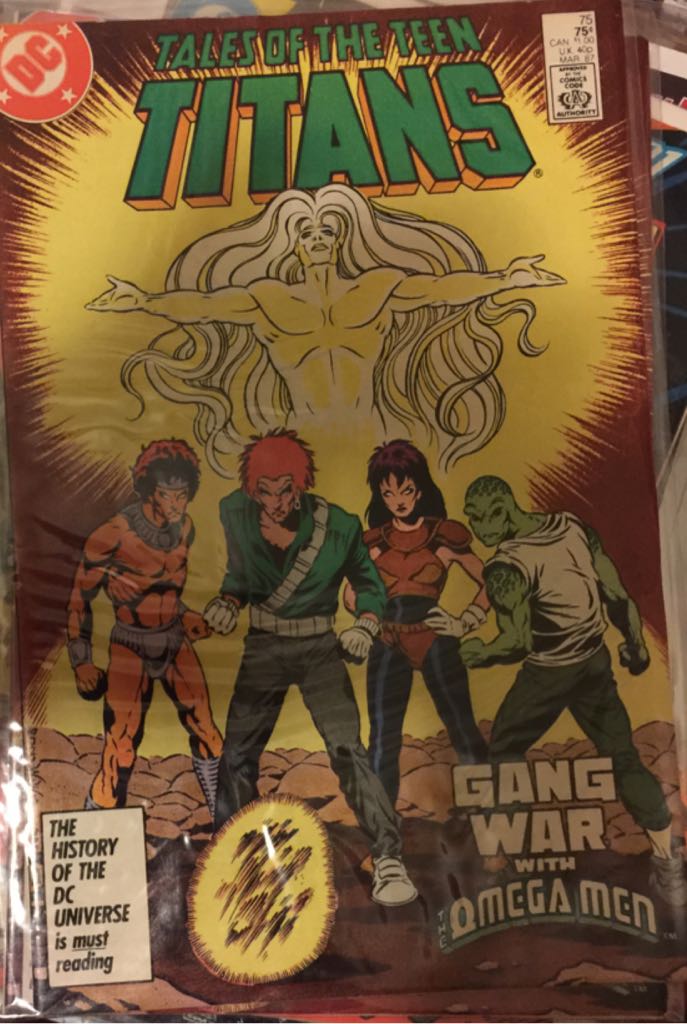 DC
TALES OF THE TEEN
TITANS®
75
75¢
CAN $1.00
U.K. 40p
MAR 87
APPROVED
BY THE
COMICS
CODE
AUTHORITY
GANG
WAR
WITH
THE OMEGA MEN
THE
HISTORY
OF THE
DC
UNIVERSE
is must
reading